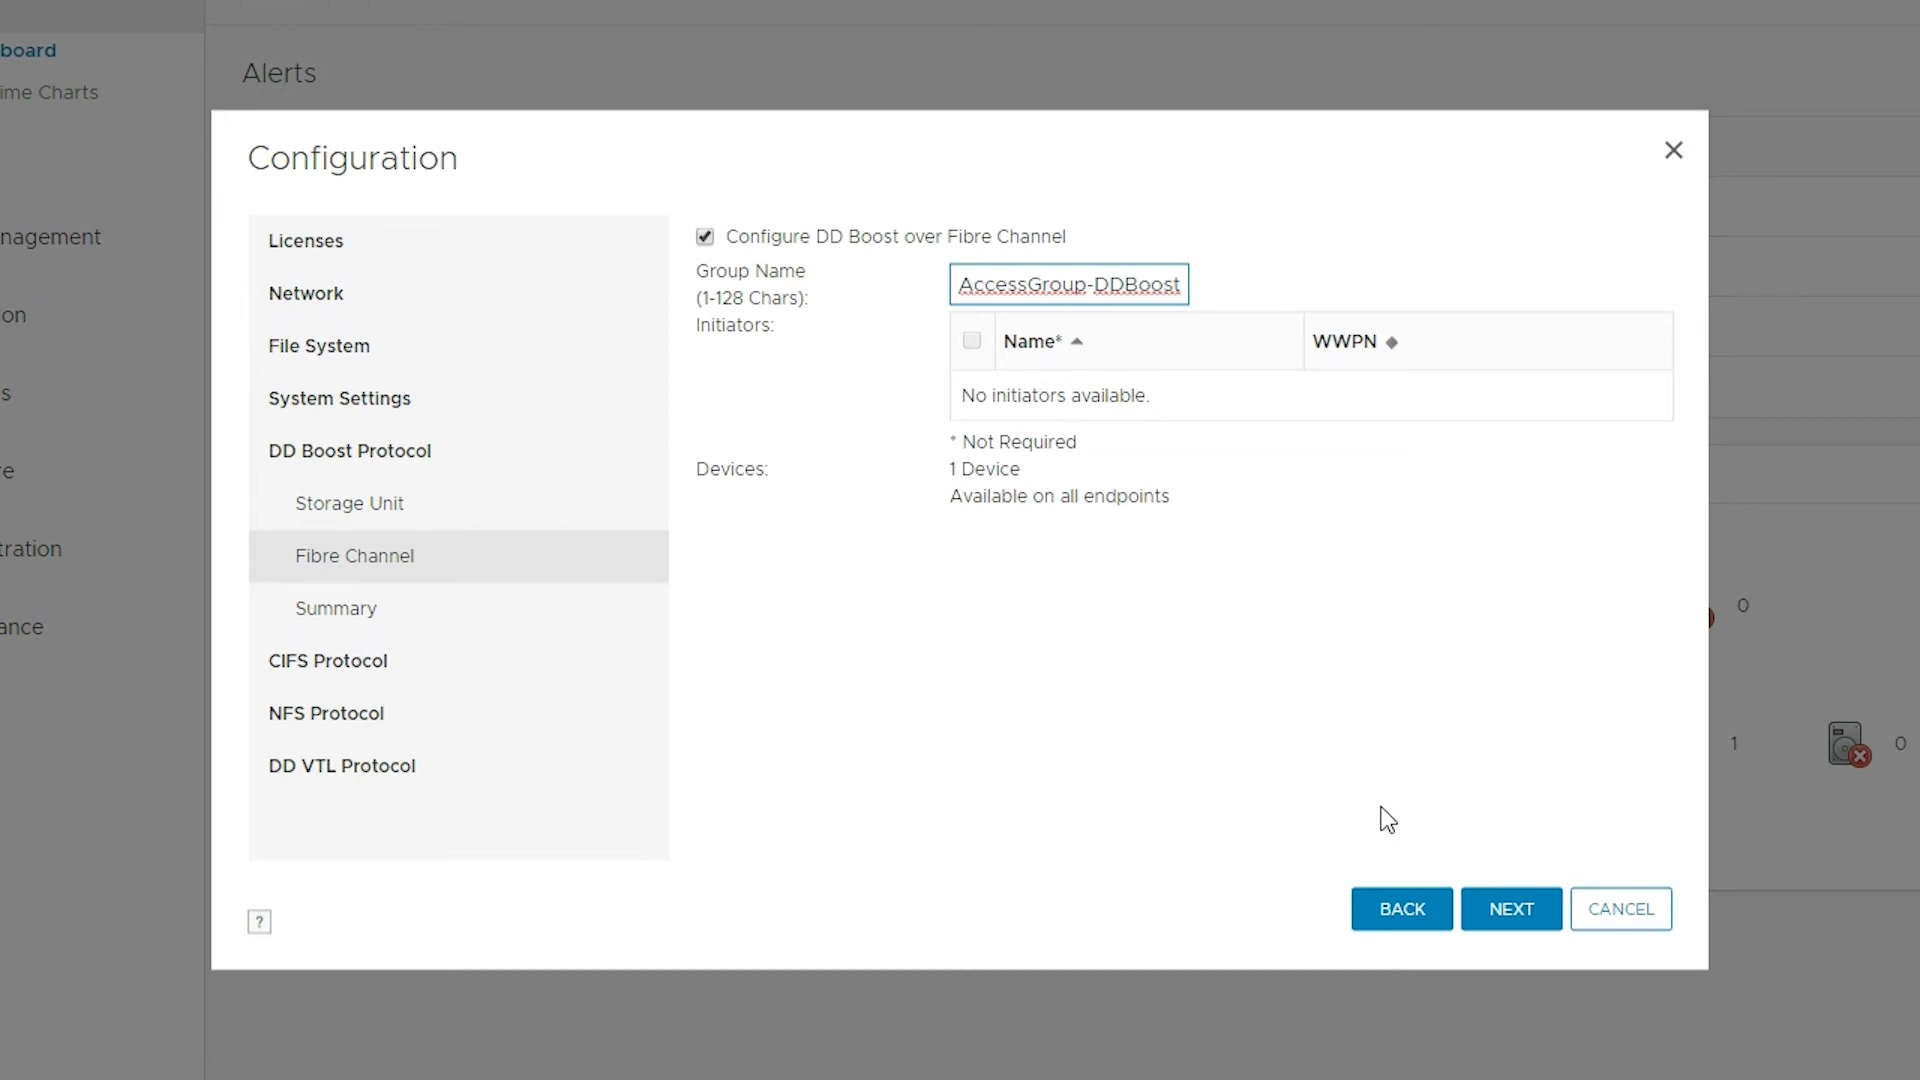 board
ime Charts
Alerts
nagement
on
s
re
tration
ance
Configuration
Licenses
Network
File System
System Settings
DD Boost Protocol
Storage Unit
Fibre Channel
Summary
CIFS Protocol
NFS Protocol
DD VTL Protocol
Configure DD Boost over Fibre Channel
Group Name
(1-128 Chars):
AccessGroup-DDBoost
Initiators:
Name* WWPN
No initiators available.
* Not Required
Devices: 1 Device
Available on all endpoints
0
1 0
?
BACK NEXT CANCEL